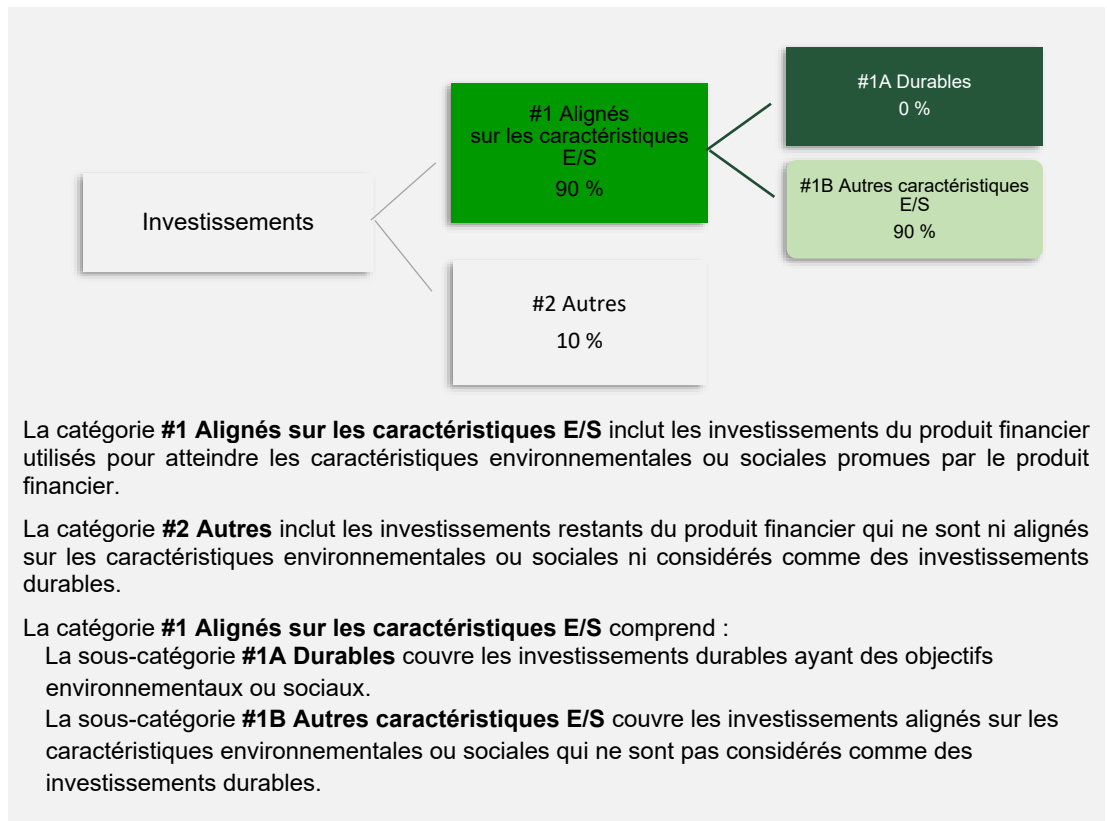 #1A Durables
0 %
#1 Alignés
sur les caractéristiques
E/S
90 %
#1B Autres caractéristiques
E/S
90 %
Investissements
#2 Autres
10 %
La catégorie #1 Alignés sur les caractéristiques E/S inclut les investissements du produit financier
utilisés pour atteindre les caractéristiques environnementales ou sociales promues par le produit
financier.
La catégorie #2 Autres inclut les investissements restants du produit financier qui ne sont ni alignés
sur les caractéristiques environnementales ou sociales ni considérés comme des investissements
durables.
La catégorie #1 Alignés sur les caractéristiques E/S comprend :
La sous-catégorie #1A Durables couvre les investissements durables ayant des objectifs
environnementaux ou sociaux.
La sous-catégorie #1B Autres caractéristiques E/S couvre les investissements alignés sur les
caractéristiques environnementales ou sociales qui ne sont pas considérés comme des
investissements durables.